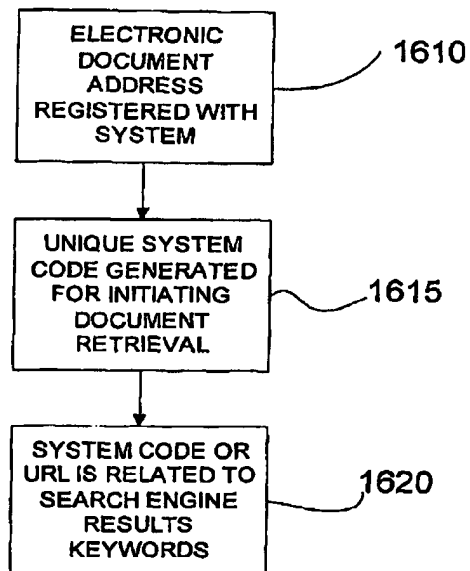 ELECTRONIC
DOCUMENT
ADDRESS
REGISTERED WITH
SYSTEM
1610
UNIQUE SYSTEM
CODE GENERATED
FOR INITIATING
DOCUMENT
RETRIEVAL
1615
SYSTEM CODE OR
URL IS RELATED TO
SEARCH ENGINE
RESULTS
KEYWORDS
1620